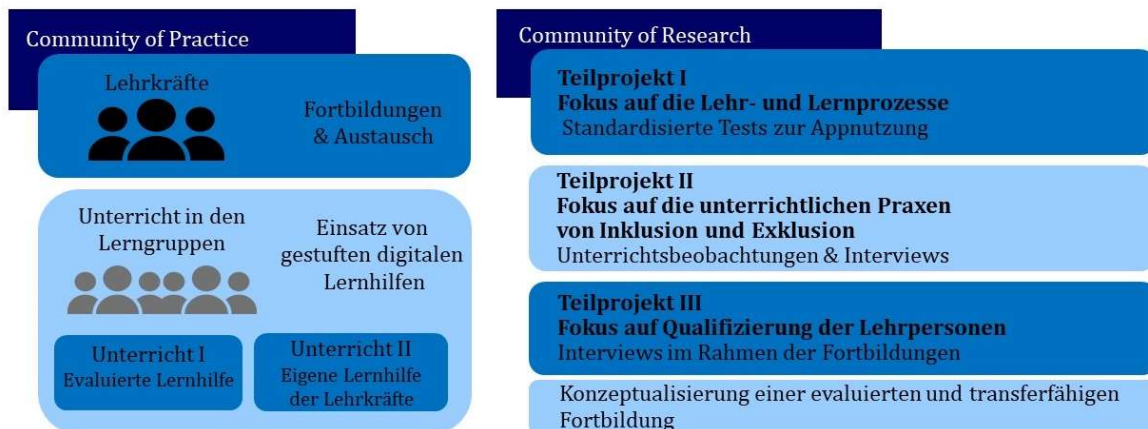 Community of Practice
Lehrkräfte
Fortbildungen
& Austausch
Unterricht in den
Lerngruppen
Einsatz von
gestuften digitalen
Lernhilfen
Unterricht I
Evaluierte Lernhilfe
Unterricht II
Eigene Lernhilfe
der Lehrkräfte
Community of Research
Teilprojekt I
Fokus auf die Lehr- und Lernprozesse
Standardisierte Tests zur Appnutzung
Teilprojekt II
Fokus auf die unterrichtlichen Praxen
von Inklusion und Exklusion
Unterrichtsbeobachtungen & Interviews
Teilprojekt III
Fokus auf Qualifizierung der Lehrpersonen
Interviews im Rahmen der Fortbildungen
Konzeptualisierung einer evaluierten und transferfähigen
Fortbildung